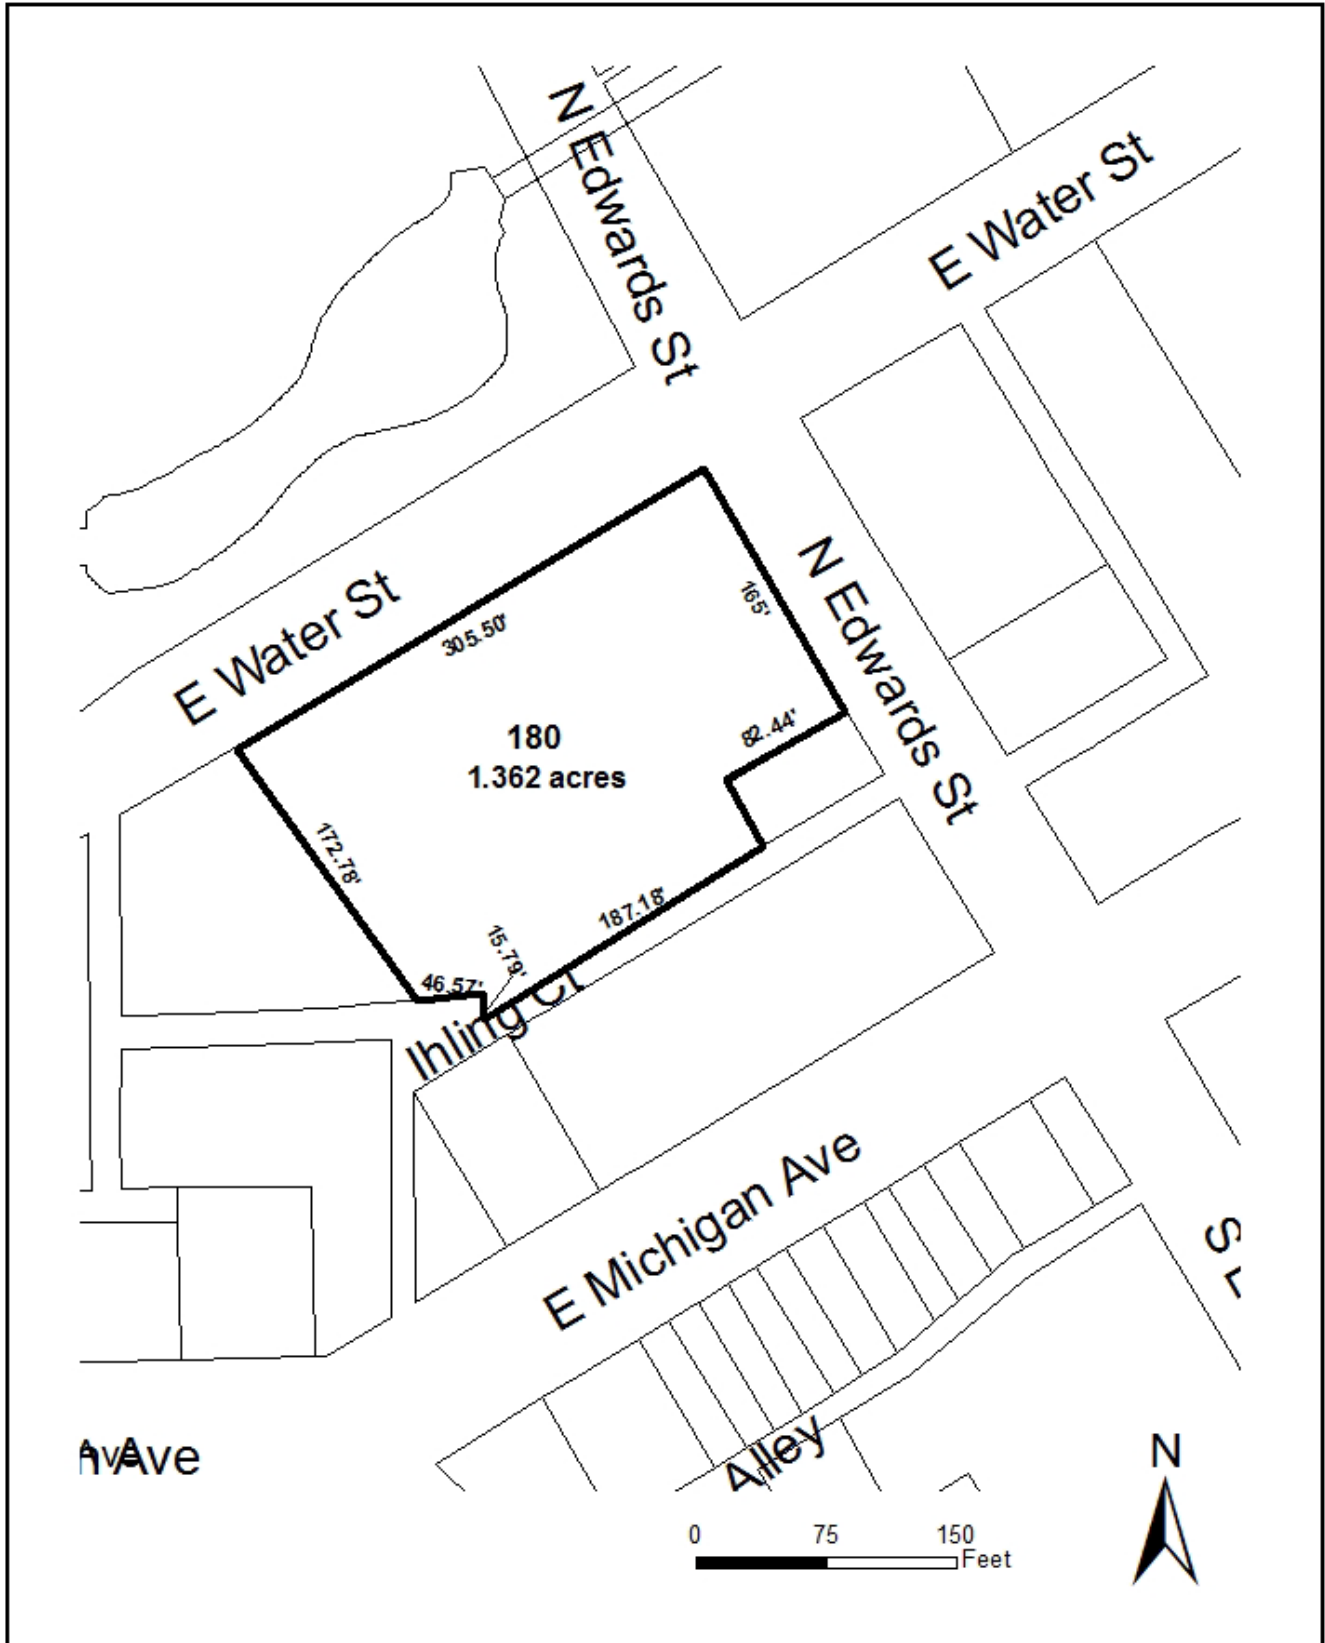 N Edwards St
E Water St
E Water St
305.50'
165'
N Edwards St
82.44'
180
1.362 acres
172.78'
187.18'
15.79'
46.57'
Ihling Ct
E Michigan Ave
S
Ave
Alley
N
0 75 150
Feet